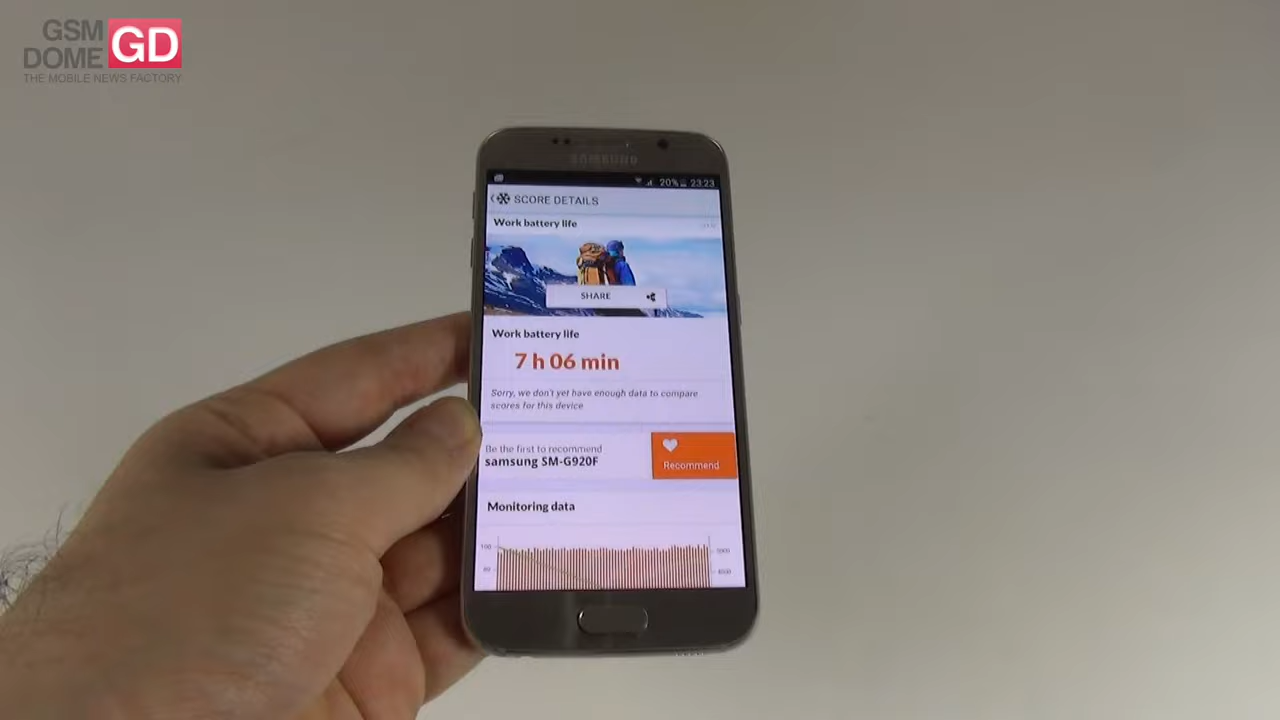 GSM
DOME GD
THE MOBILE NEWS FACTORY
SAMSUNG
20% 23:23
SCORE DETAILS
Work battery life
SHARE
Work battery life
7 h 06 min
Sorry, we don't yet have enough data to compare
scores for this device
Be the first to recommend
samsung SM-G920F
Recommend
Monitoring data
100
80